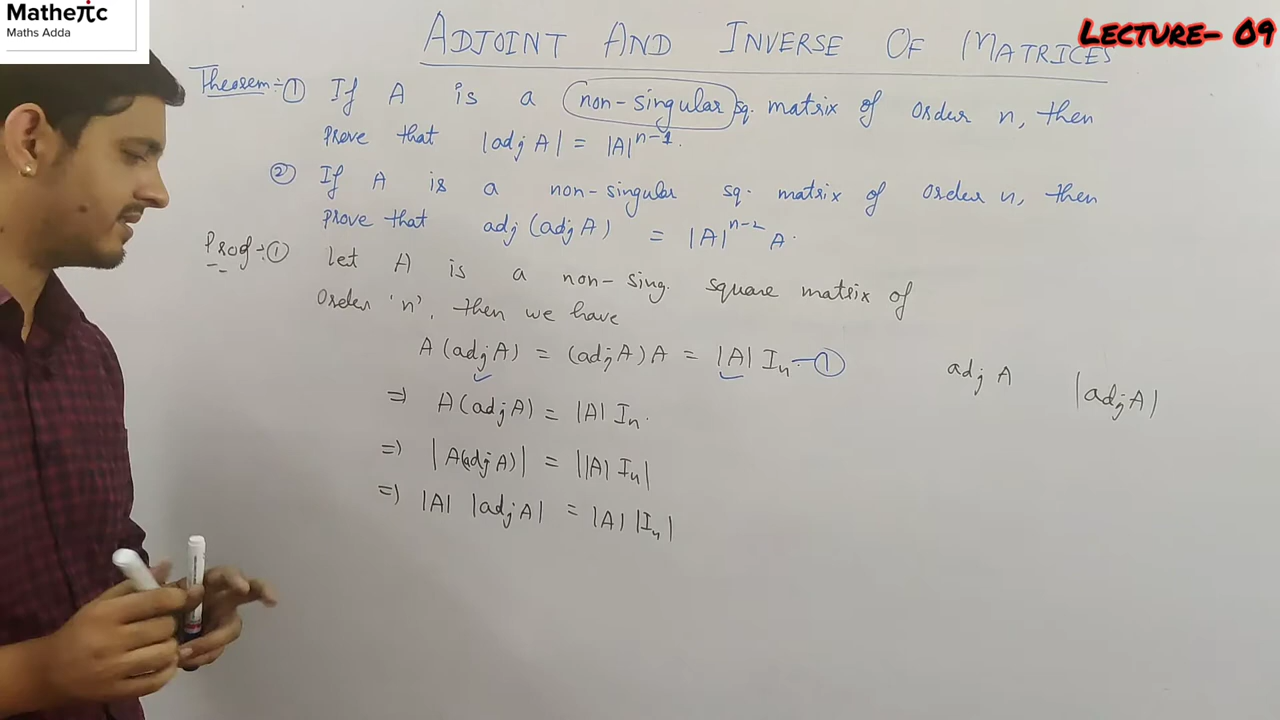 Matheπc
Maths Adda
LECTURE- 09
ADJOINT AND INVERSE OF MATRICES
Theorem:- ① If A is a non-singular sq. matrix of order n, then
prove that |adj A| = |A|^{n-1}.
② If A is a non-singular sq. matrix of order n, then
prove that adj (adj A) = |A|^{n-2} A.
Proof:- ① Let A is a non-sing. square matrix of
Order 'n', then we have
A (adj A) = (adj A) A = |A| Iₙ. — ①
⇒ A (adj A) = |A| Iₙ.
⇒ |A(adj A)| = ||A| Iₙ|
⇒ |A| |adj A| = |A| |Iₙ|
adj A |adj A|